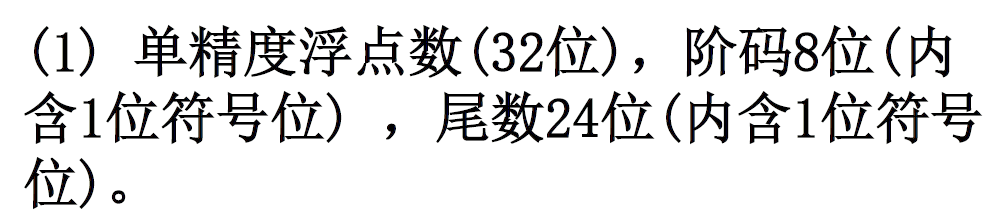 (1) 单精度浮点数(32位)，阶码8位(内
含1位符号位) ，尾数24位(内含1位符号
位)。